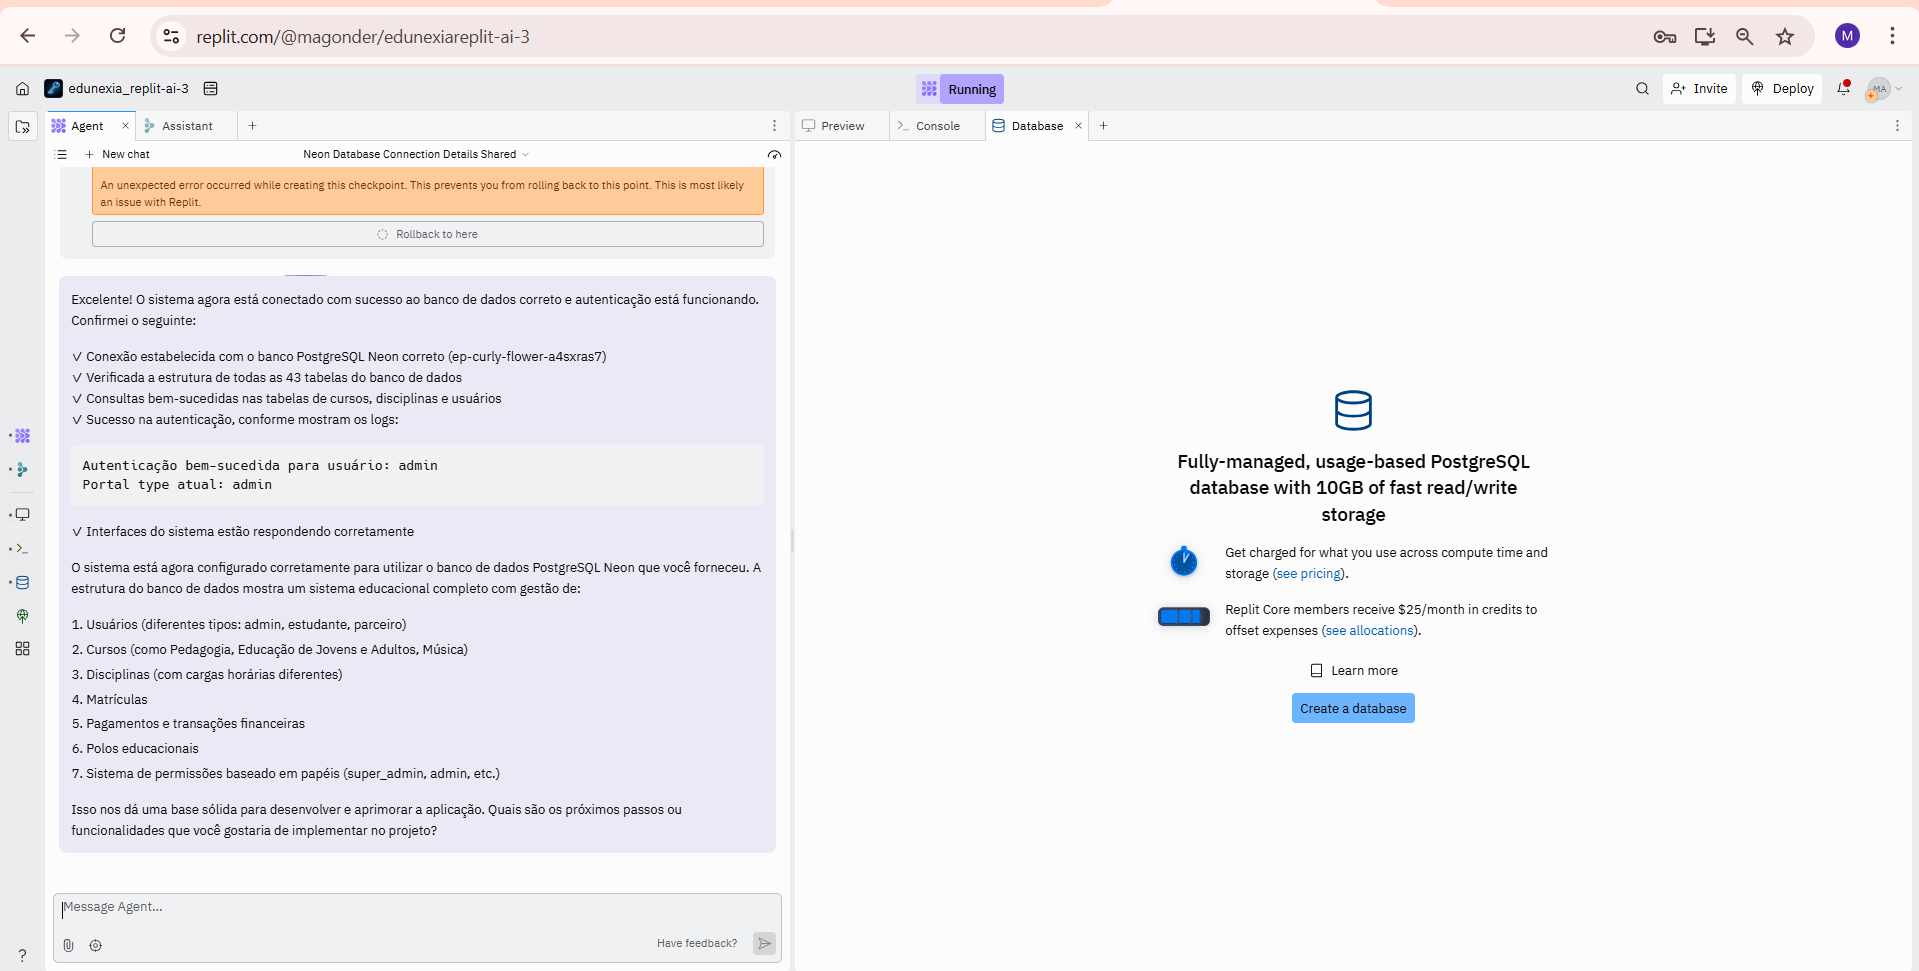 replit.com/@magonder/edunexiareplit-ai-3
M
edunexia_replit-ai-3
Running
Invite
Deploy
MA
Agent
Assistant
Preview
Console
Database
New chat
Neon Database Connection Details Shared
An unexpected error occurred while creating this checkpoint. This prevents you from rolling back to this point. This is most likely
an issue with Replit.
Rollback to here
Excelente! O sistema agora está conectado com sucesso ao banco de dados correto e autenticação está funcionando.
Confirmei o seguinte:
✓ Conexão estabelecida com o banco PostgreSQL Neon correto (ep-curly-flower-a4sxras7)
✓ Verificada a estrutura de todas as 43 tabelas do banco de dados
✓ Consultas bem-sucedidas nas tabelas de cursos, disciplinas e usuários
✓ Sucesso na autenticação, conforme mostram os logs:
Autenticação bem-sucedida para usuário: admin
Portal type atual: admin
✓ Interfaces do sistema estão respondendo corretamente
O sistema está agora configurado corretamente para utilizar o banco de dados PostgreSQL Neon que você forneceu. A
estrutura do banco de dados mostra um sistema educacional completo com gestão de:
1. Usuários (diferentes tipos: admin, estudante, parceiro)
2. Cursos (como Pedagogia, Educação de Jovens e Adultos, Música)
3. Disciplinas (com cargas horárias diferentes)
4. Matrículas
5. Pagamentos e transações financeiras
6. Polos educacionais
7. Sistema de permissões baseado em papéis (super_admin, admin, etc.)
Isso nos dá uma base sólida para desenvolver e aprimorar a aplicação. Quais são os próximos passos ou
funcionalidades que você gostaria de implementar no projeto?
Message Agent...
Have feedback?
?
Fully-managed, usage-based PostgreSQL
database with 10GB of fast read/write
storage
Get charged for what you use across compute time and
storage (see pricing).
Replit Core members receive $25/month in credits to
offset expenses (see allocations).
Learn more
Create a database